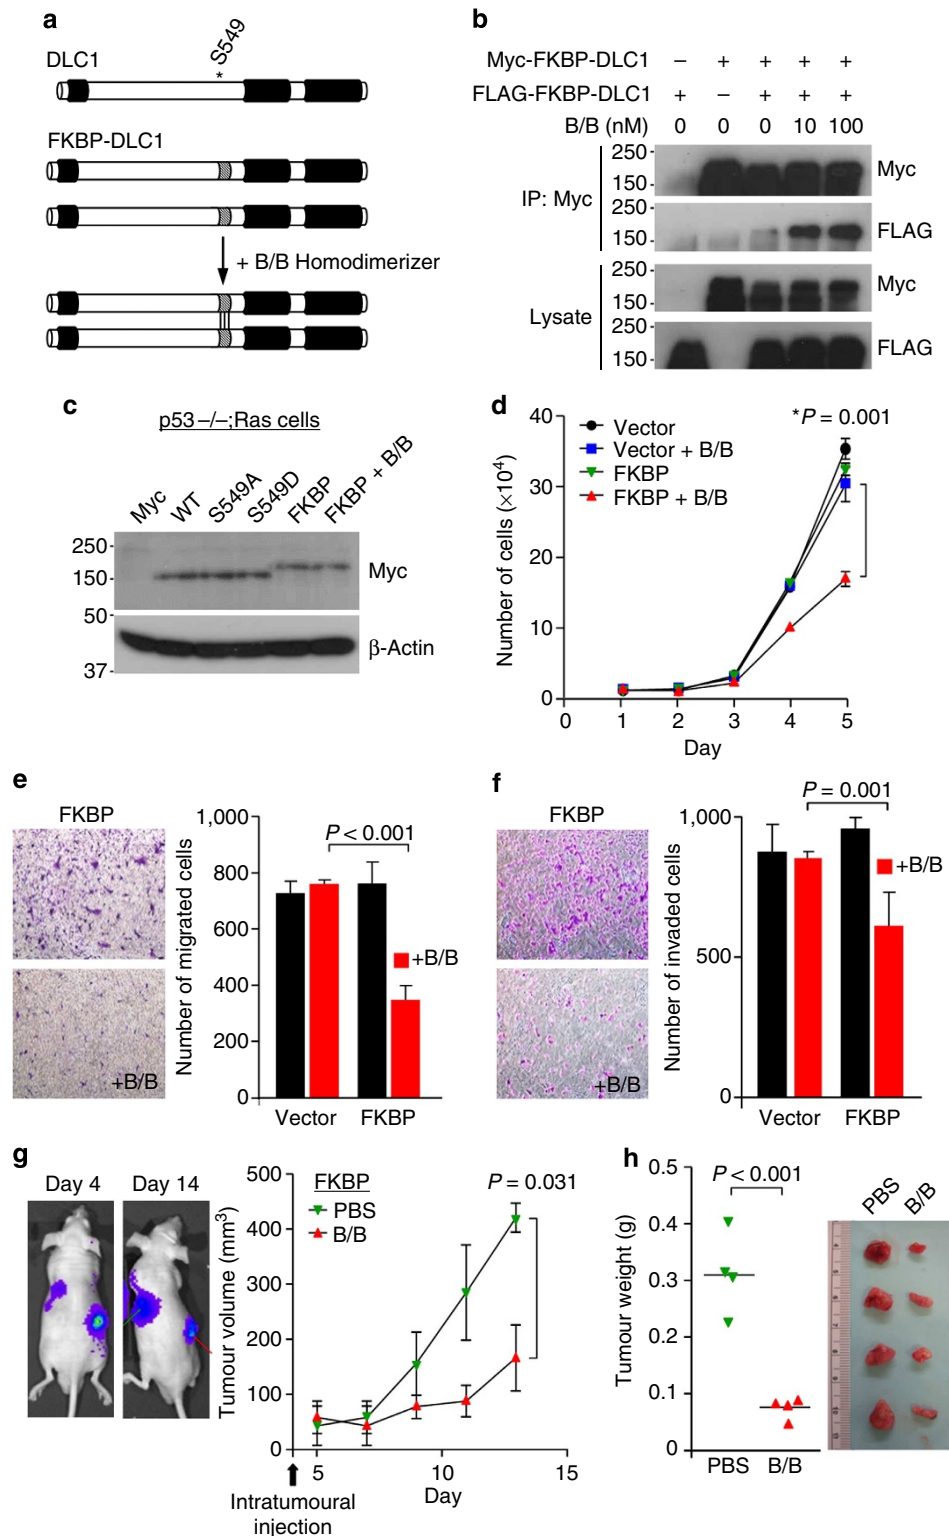 a
DLC1
S549
*
FKBP-DLC1
+ B/B Homodimerizer
b
Myc-FKBP-DLC1 – + + + +
FLAG-FKBP-DLC1 + – + + +
B/B (nM) 0 0 0 10 100
IP: Myc
250
150
Myc
250
150
FLAG
Lysate
250
150
Myc
250
150
FLAG
c
p53 –/–;Ras cells
Myc WT S549A S549D FKBP FKBP + B/B
250
150
Myc
50
37
β-Actin
d
Number of cells (×10⁴)
40
30
20
10
0
Vector
Vector + B/B
FKBP
FKBP + B/B
*P = 0.001
0 1 2 3 4 5
Day
e
FKBP
+B/B
Number of migrated cells
1,000
800
600
400
200
0
P < 0.001
+B/B
Vector FKBP
f
FKBP
+B/B
Number of invaded cells
1,000
500
0
P = 0.001
+B/B
Vector FKBP
g
Day 4 Day 14
Tumour volume (mm³)
500
400
300
200
100
0
FKBP
PBS
B/B
P = 0.031
5 10 15
Day
Intratumoural
injection
h
Tumour weight (g)
0.5
0.4
0.3
0.2
0.1
0
P < 0.001
PBS B/B
PBS B/B